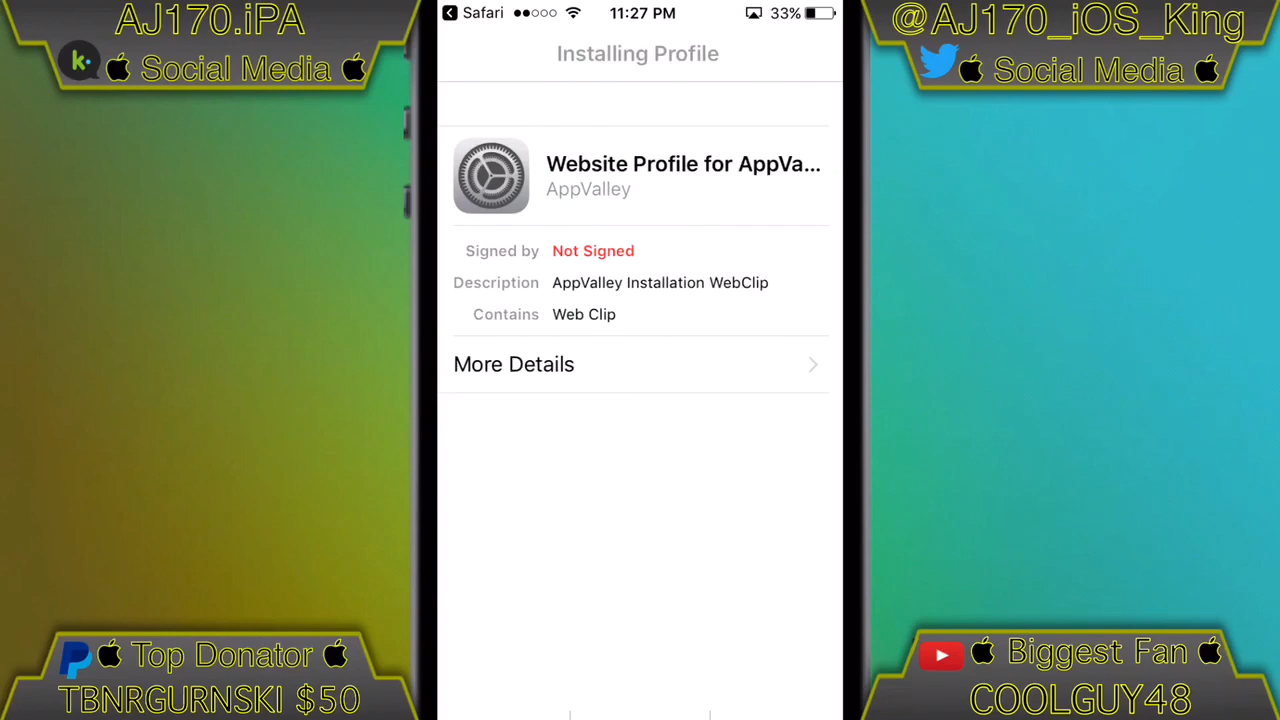 AJ170.iPA
Social Media
Safari 11:27 PM 33%
@AJ170_iOS_King
Social Media
Installing Profile
Website Profile for AppVa...
AppValley
Signed by Not Signed
Description AppValley Installation WebClip
Contains Web Clip
More Details
Top Donator
TBNRGURNSKI $50
Biggest Fan
COOLGUY48